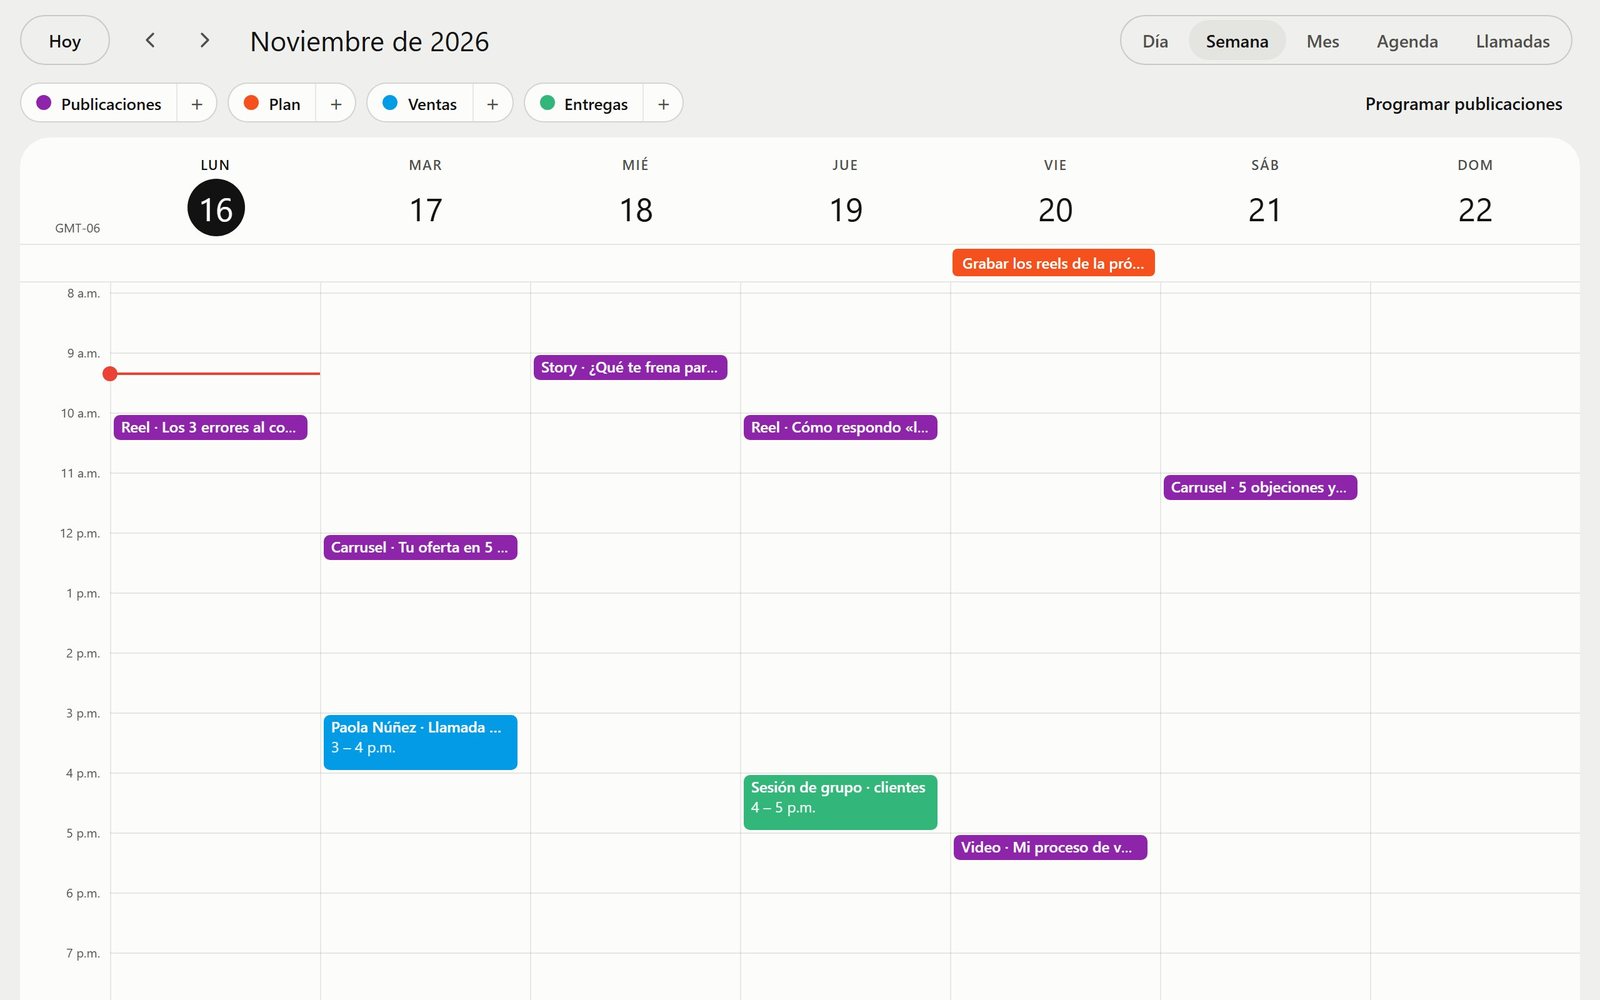 Hoy
Noviembre de 2026
Día
Semana
Mes
Agenda
Llamadas
Publicaciones +
Plan +
Ventas +
Entregas +
Programar publicaciones
GMT-06
LUN
16
MAR
17
MIÉ
18
JUE
19
VIE
20
SÁB
21
DOM
22
Grabar los reels de la pró...
8 a.m.
9 a.m.
Story · ¿Qué te frena par...
10 a.m.
Reel · Los 3 errores al co...
Reel · Cómo respondo «l...
11 a.m.
Carrusel · 5 objeciones y...
12 p.m.
Carrusel · Tu oferta en 5 ...
1 p.m.
2 p.m.
3 p.m.
Paola Núñez · Llamada ...
3 – 4 p.m.
4 p.m.
Sesión de grupo · clientes
4 – 5 p.m.
5 p.m.
Video · Mi proceso de v...
6 p.m.
7 p.m.